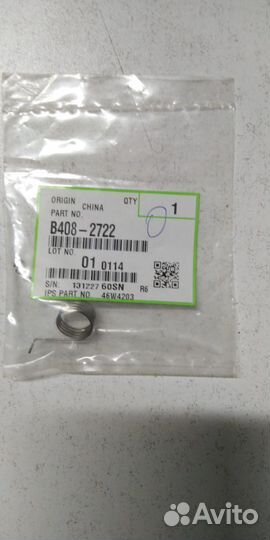 ORIGIN CHINA QTY 1
PART NO.
B408-2722
LOT NO.
01 0114
S/N: 131227 60SN R6
IPS PART NO. 46W4203
Avito